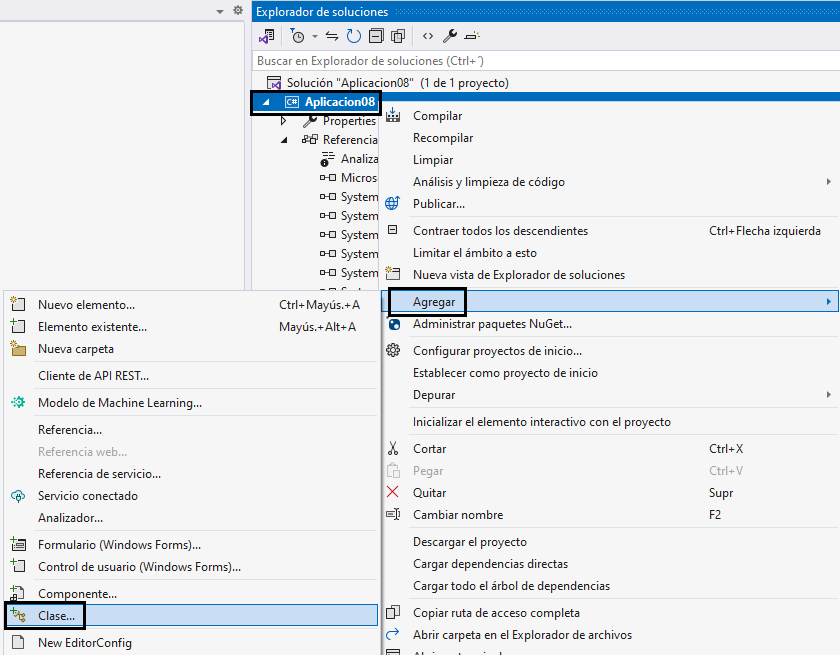 Explorador de soluciones
Buscar en Explorador de soluciones (Ctrl+´)
Solución "Aplicacion08" (1 de 1 proyecto)
C# Aplicacion08
Properties
Referencia
Analiza
Micros
System
System
System
System
System
Compilar
Recompilar
Limpiar
Análisis y limpieza de código
Publicar...
Contraer todos los descendientes Ctrl+Flecha izquierda
Limitar el ámbito a esto
Nueva vista de Explorador de soluciones
Agregar
Administrar paquetes NuGet...
Configurar proyectos de inicio...
Establecer como proyecto de inicio
Depurar
Inicializar el elemento interactivo con el proyecto
Cortar Ctrl+X
Pegar Ctrl+V
Quitar Supr
Cambiar nombre F2
Descargar el proyecto
Cargar dependencias directas
Cargar todo el árbol de dependencias
Copiar ruta de acceso completa
Abrir carpeta en el Explorador de archivos
Nuevo elemento... Ctrl+Mayús.+A
Elemento existente... Mayús.+Alt+A
Nueva carpeta
Cliente de API REST...
Modelo de Machine Learning...
Referencia...
Referencia web...
Referencia de servicio...
Servicio conectado
Analizador...
Formulario (Windows Forms)...
Control de usuario (Windows Forms)...
Componente...
Clase...
New EditorConfig